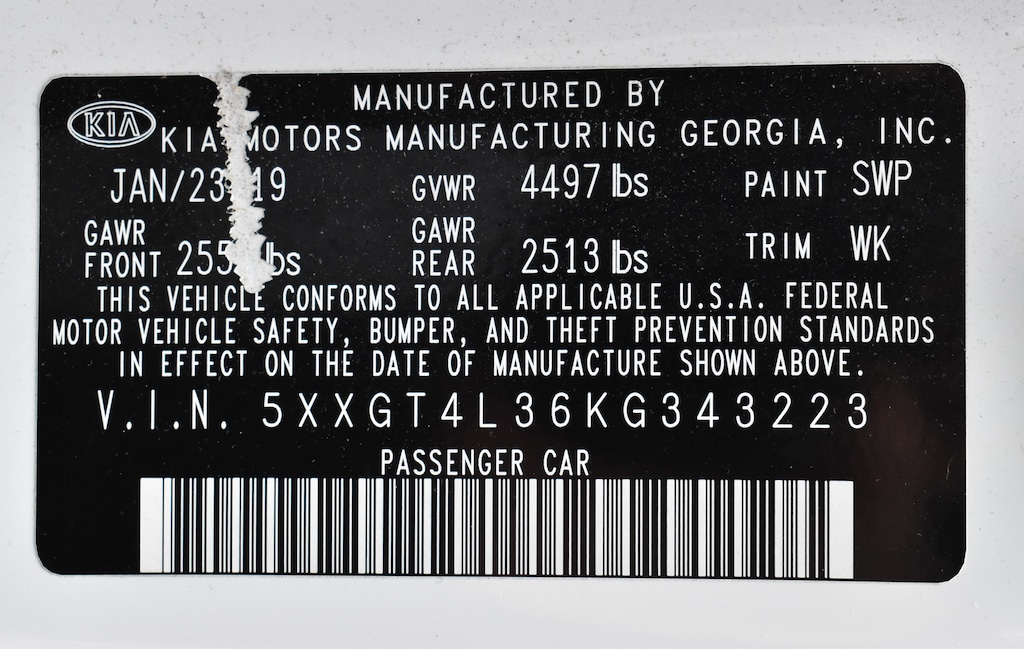 MANUFACTURED BY
KIA KIA MOTORS MANUFACTURING GEORGIA, INC.
JAN/23 19 GVWR 4497 lbs PAINT SWP
GAWR FRONT lbs GAWR REAR 2513 lbs TRIM WK
THIS VEHICLE CONFORMS TO ALL APPLICABLE U.S.A. FEDERAL
MOTOR VEHICLE SAFETY, BUMPER, AND THEFT PREVENTION STANDARDS
IN EFFECT ON THE DATE OF MANUFACTURE SHOWN ABOVE.
V.I.N. 5XXGT4L36KG343223
PASSENGER CAR